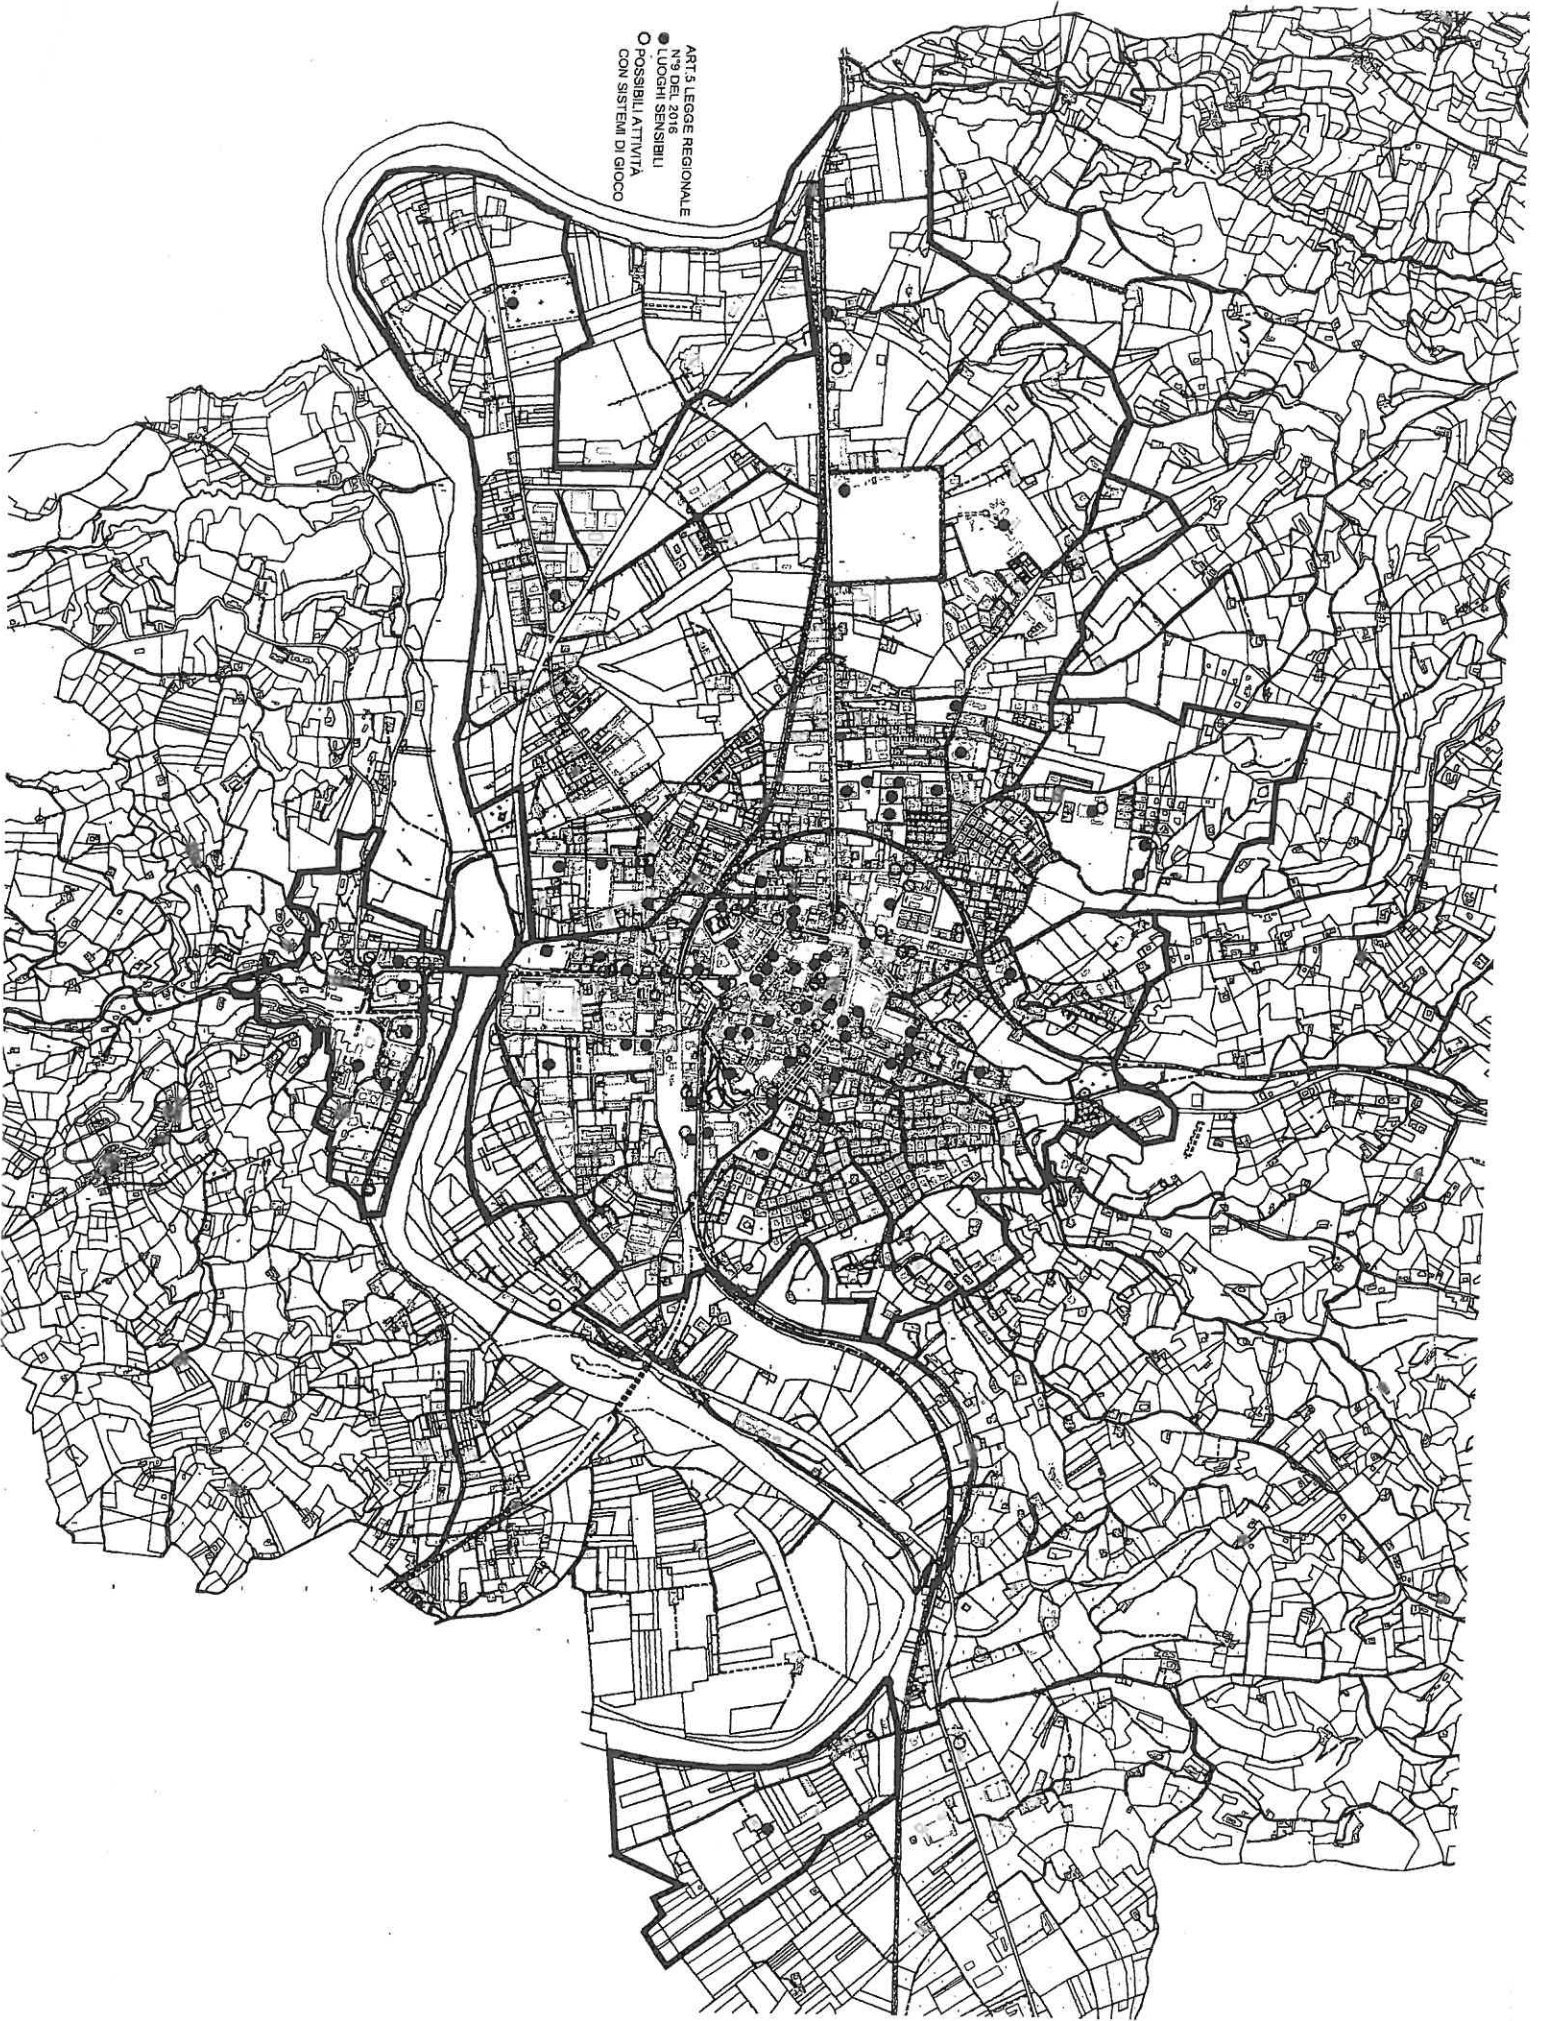 ART.5 LEGGE REGIONALE
N°9 DEL 2016
LUOGHI SENSIBILI
POSSIBILI ATTIVITÀ
CON SISTEMI DI GIOCO